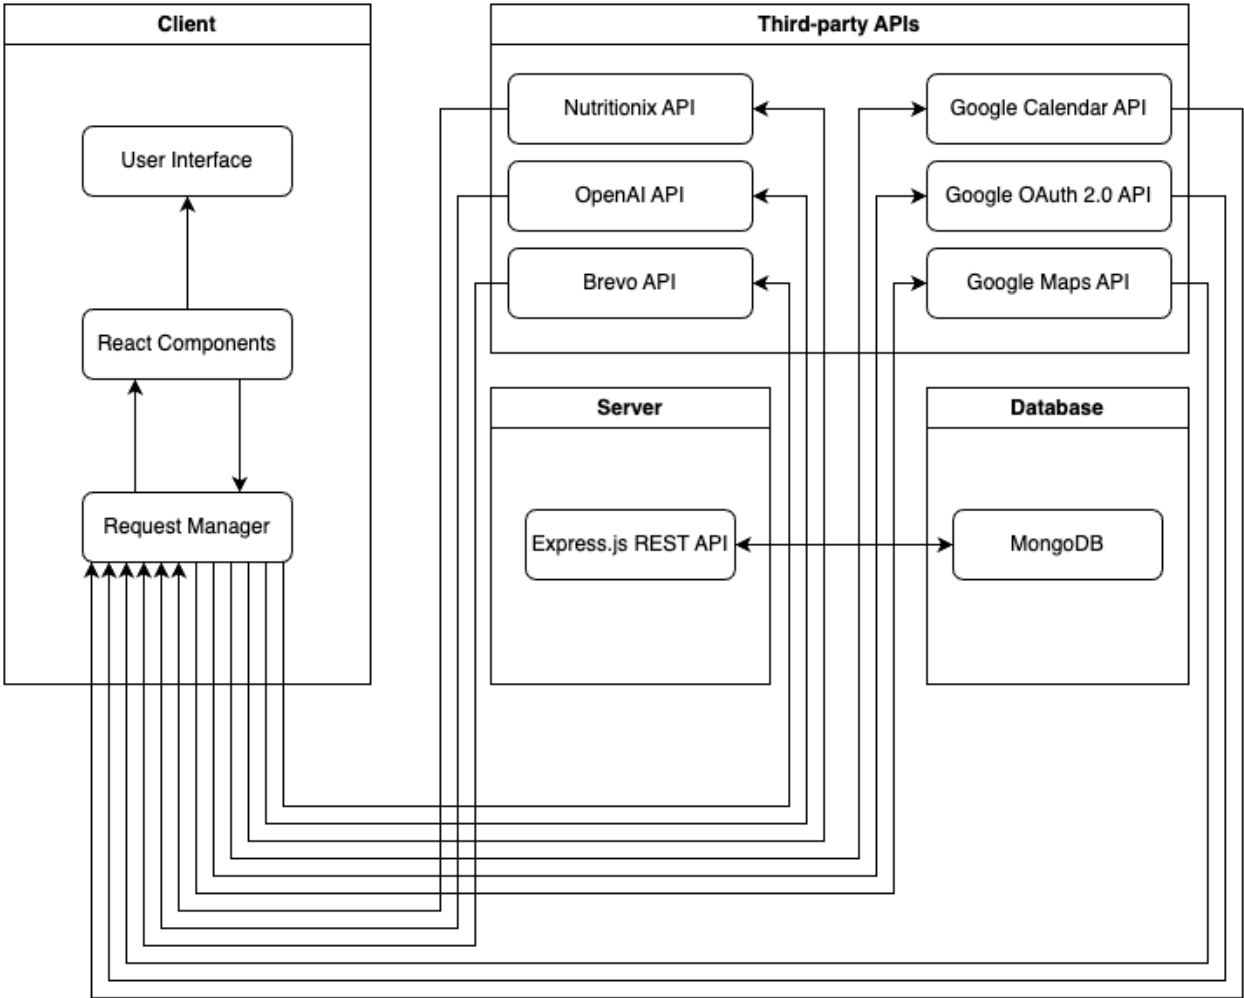 Client
User Interface
React Components
Request Manager
Third-party APIs
Nutritionix API
Google Calendar API
OpenAI API
Google OAuth 2.0 API
Brevo API
Google Maps API
Server
Express.js REST API
Database
MongoDB